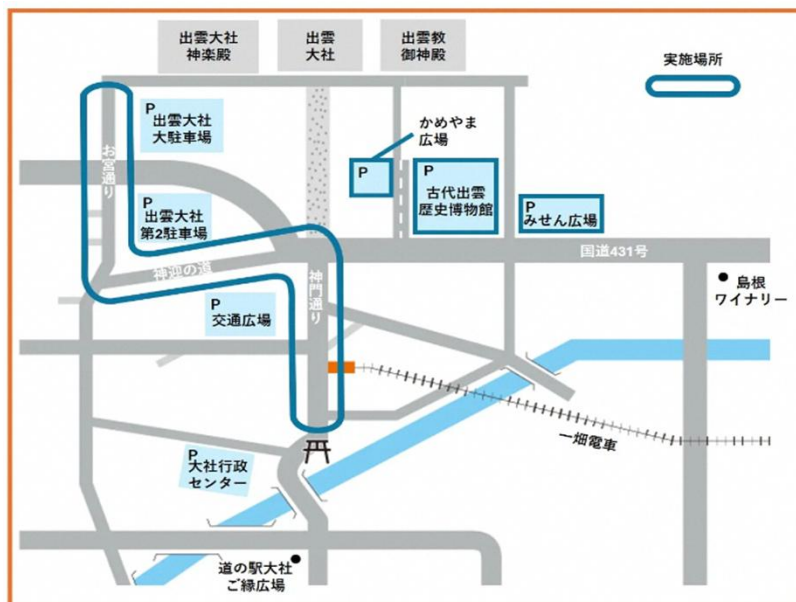 出雲大社
神楽殿
出雲
大社
出雲教
御神殿
実施場所
P
出雲大社
大駐車場
かめやま
広場
お宮通り
P
P
古代出雲
歴史博物館
P
出雲大社
第2駐車場
P
みせん広場
国道431号
神迎の道
神門通り
島根
ワイナリー
P
交通広場
一畑電車
P
大社行政
センター
道の駅大社
ご縁広場